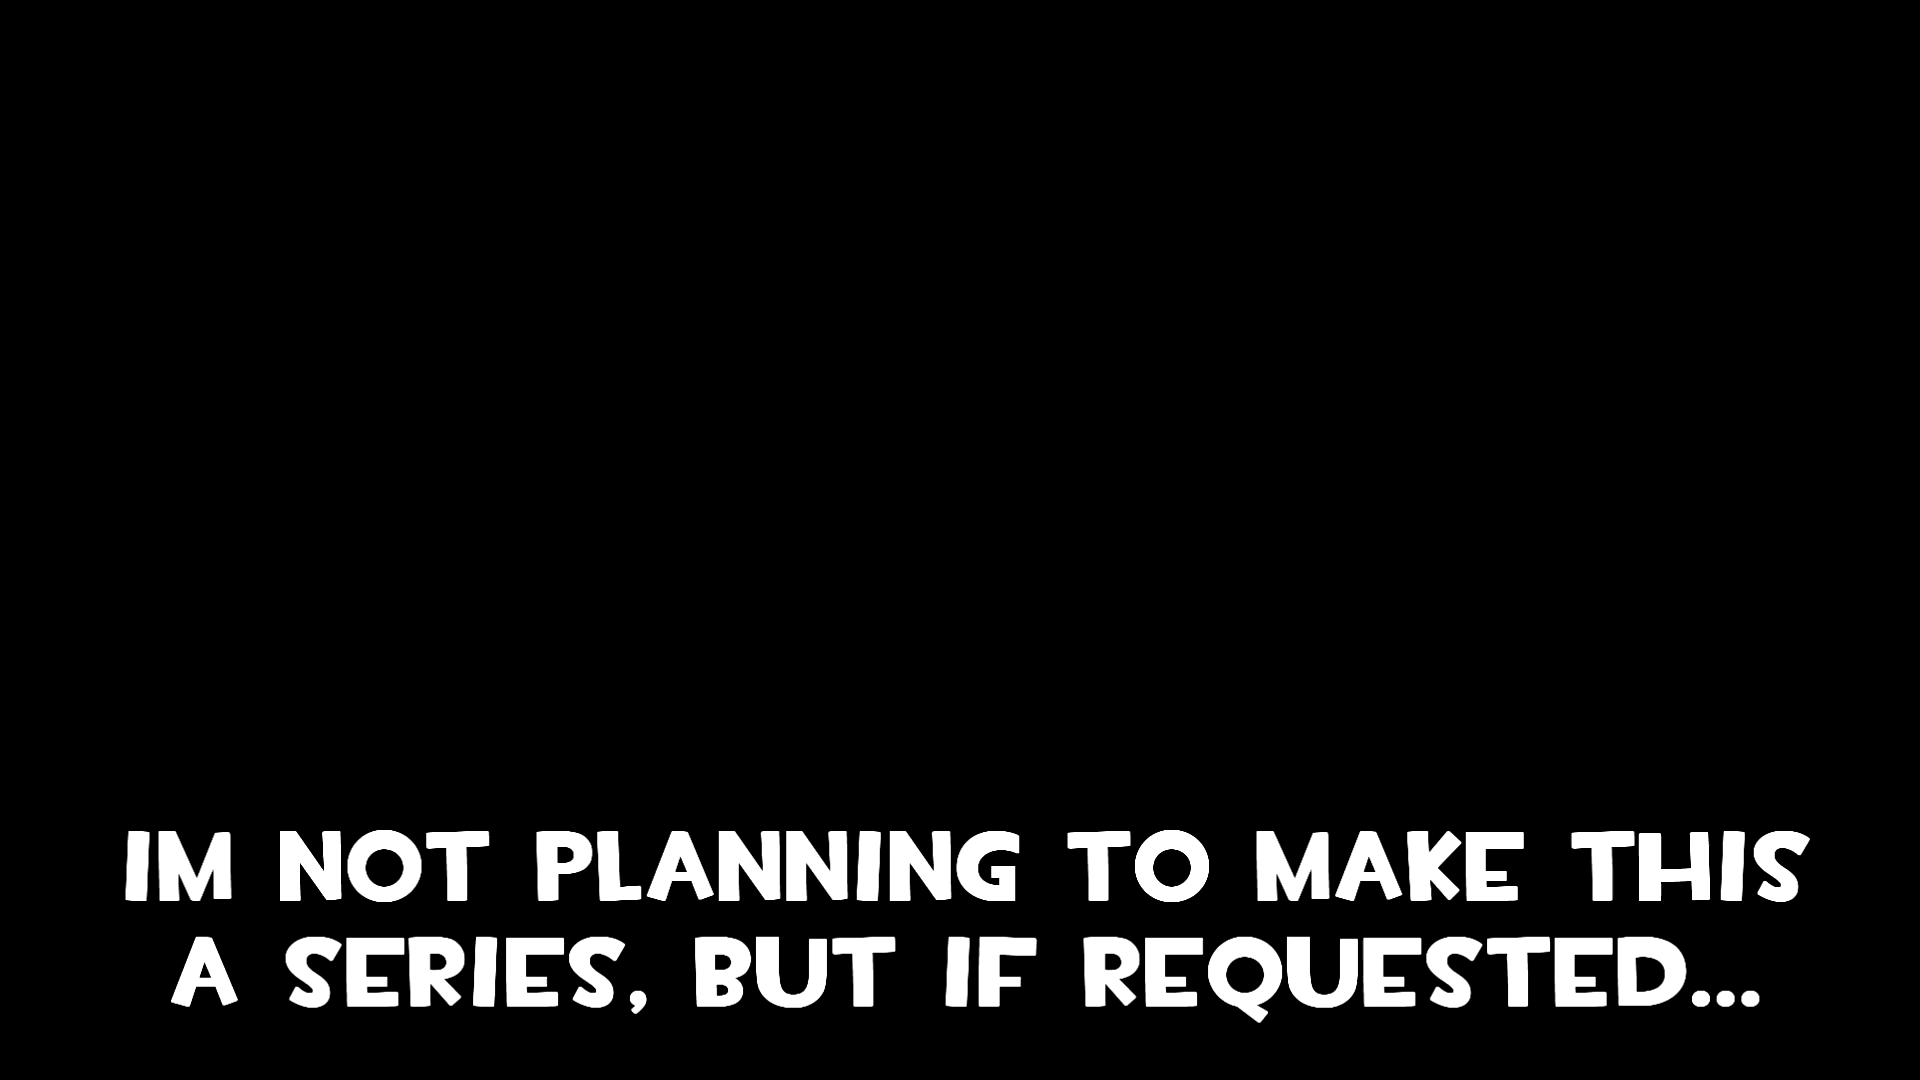 IM NOT PLANNING TO MAKE THIS
A SERIES, BUT IF REQUESTED...